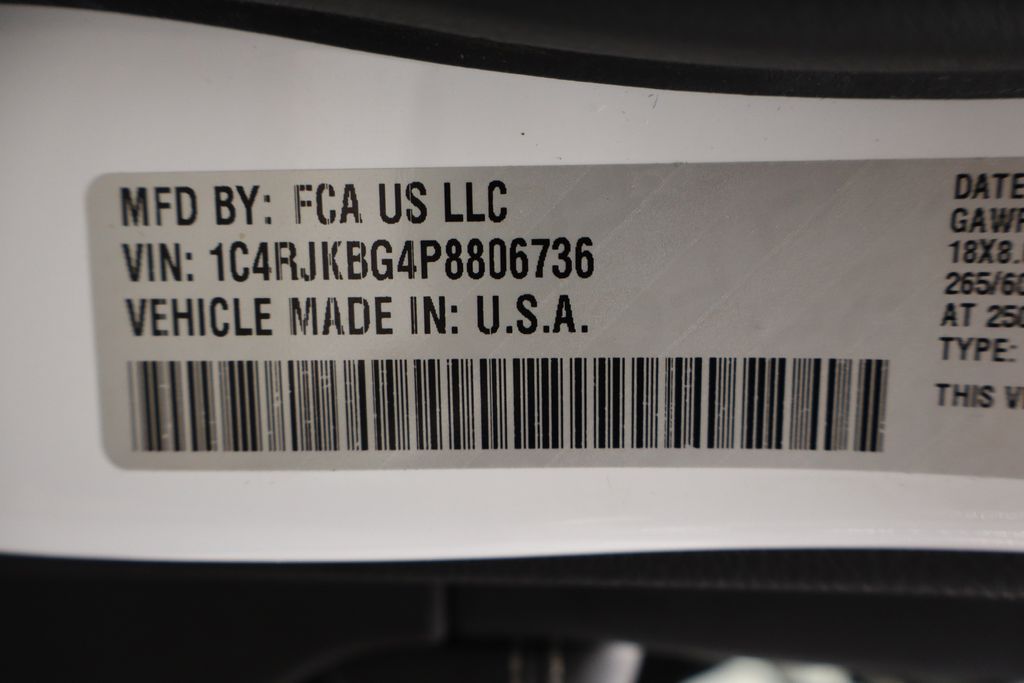 MFD BY: FCA US LLC
VIN: 1C4RJKBG4P8806736
VEHICLE MADE IN: U.S.A.
DATE
18X8.
265/60
AT 250
TYPE:
THIS